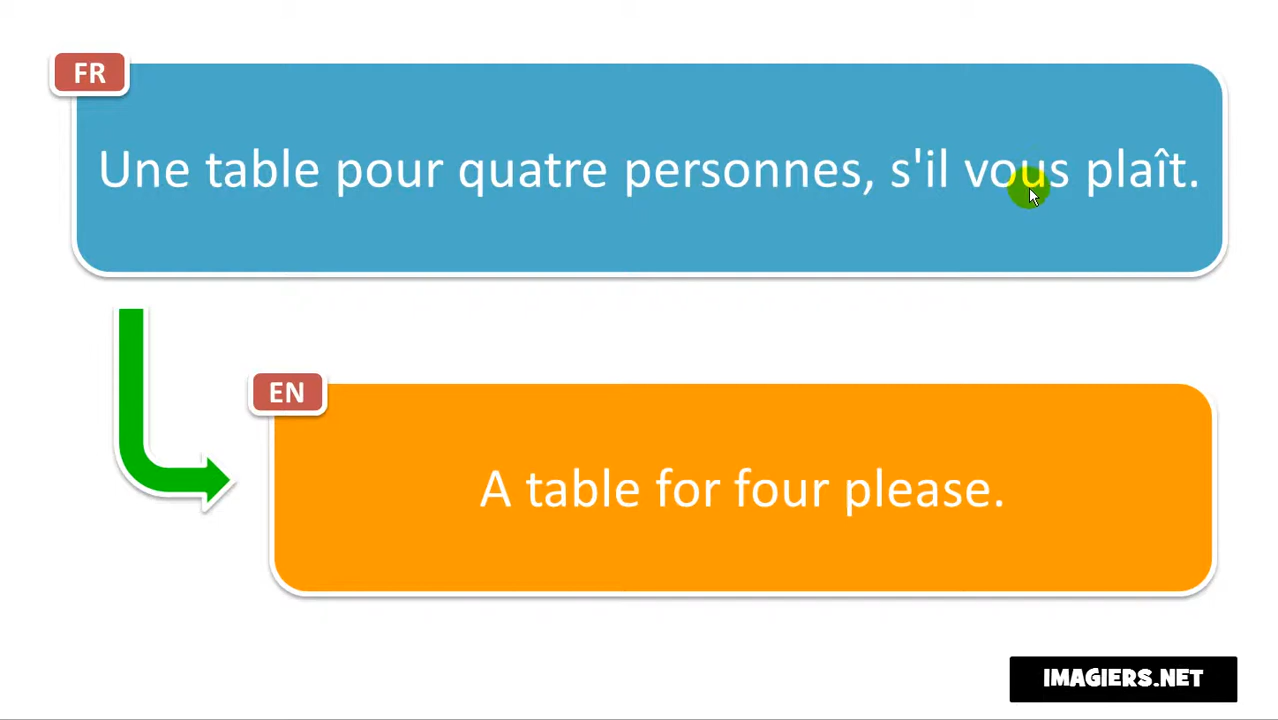 FR
Une table pour quatre personnes, s'il vous plaît.
EN
A table for four please.
IMAGIERS.NET